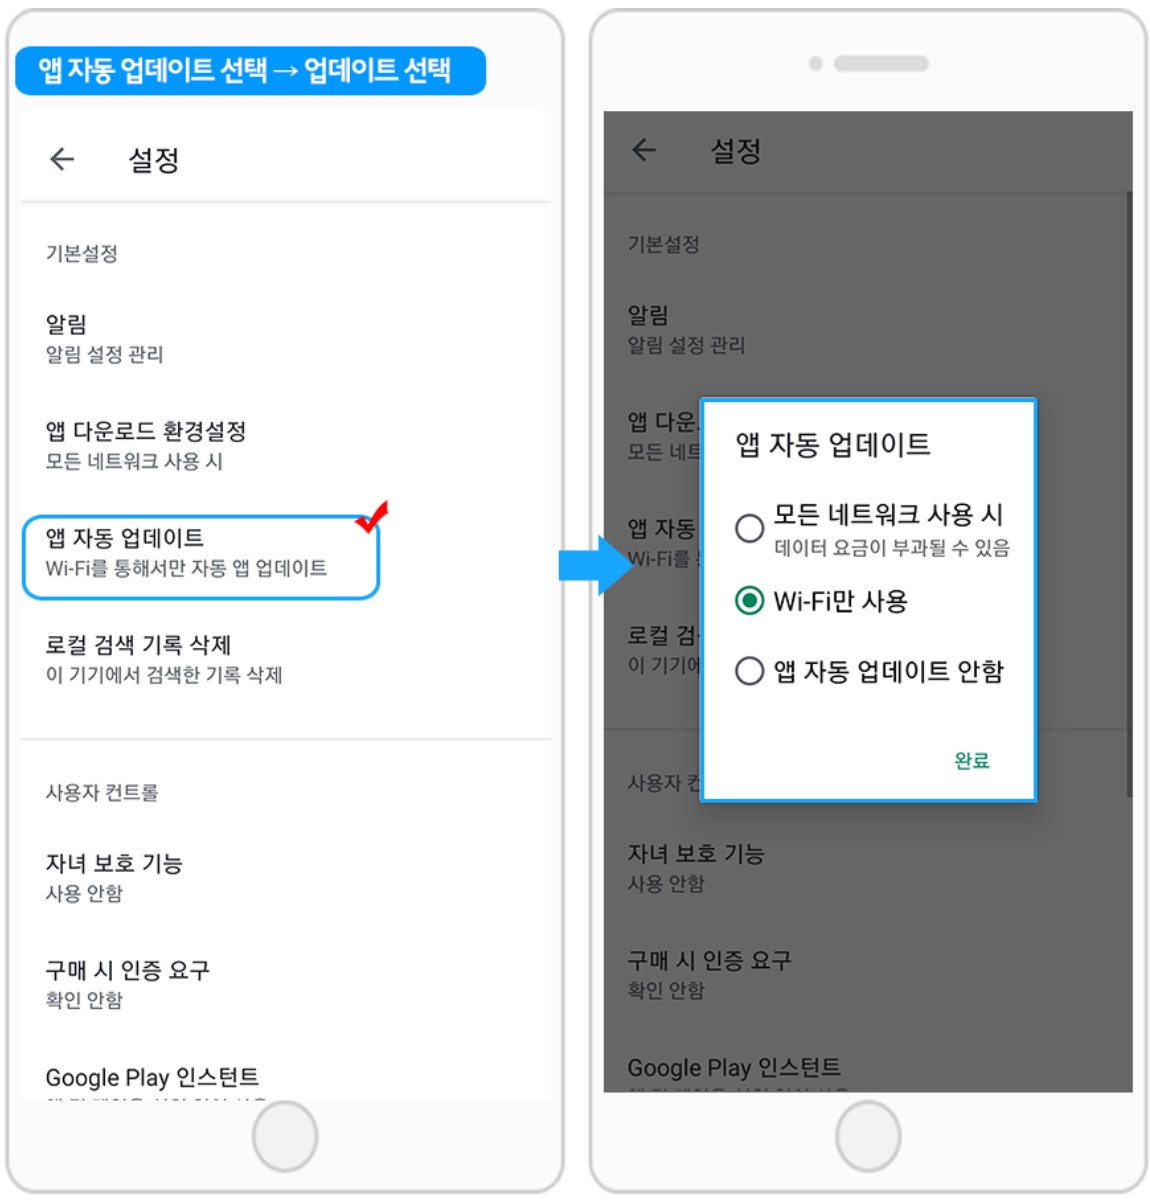 앱 자동 업데이트 선택 → 업데이트 선택
설정
기본설정
알림
알림 설정 관리
앱 다운로드 환경설정
모든 네트워크 사용 시
앱 자동 업데이트
Wi-Fi를 통해서만 자동 앱 업데이트
로컬 검색 기록 삭제
이 기기에서 검색한 기록 삭제
사용자 컨트롤
자녀 보호 기능
사용 안함
구매 시 인증 요구
확인 안함
Google Play 인스턴트
설정
기본설정
알림
알림 설정 관리
앱 다운
모든 네트
앱 자동
Wi-Fi를
로컬 검
이 기기에
사용자 컨
앱 자동 업데이트
모든 네트워크 사용 시
데이터 요금이 부과될 수 있음
Wi-Fi만 사용
앱 자동 업데이트 안함
완료
자녀 보호 기능
사용 안함
구매 시 인증 요구
확인 안함
Google Play 인스턴트